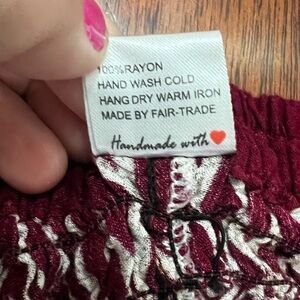 100%RAYON
HAND WASH COLD
HANG DRY WARM IRON
MADE BY FAIR-TRADE
Handmade with ❤